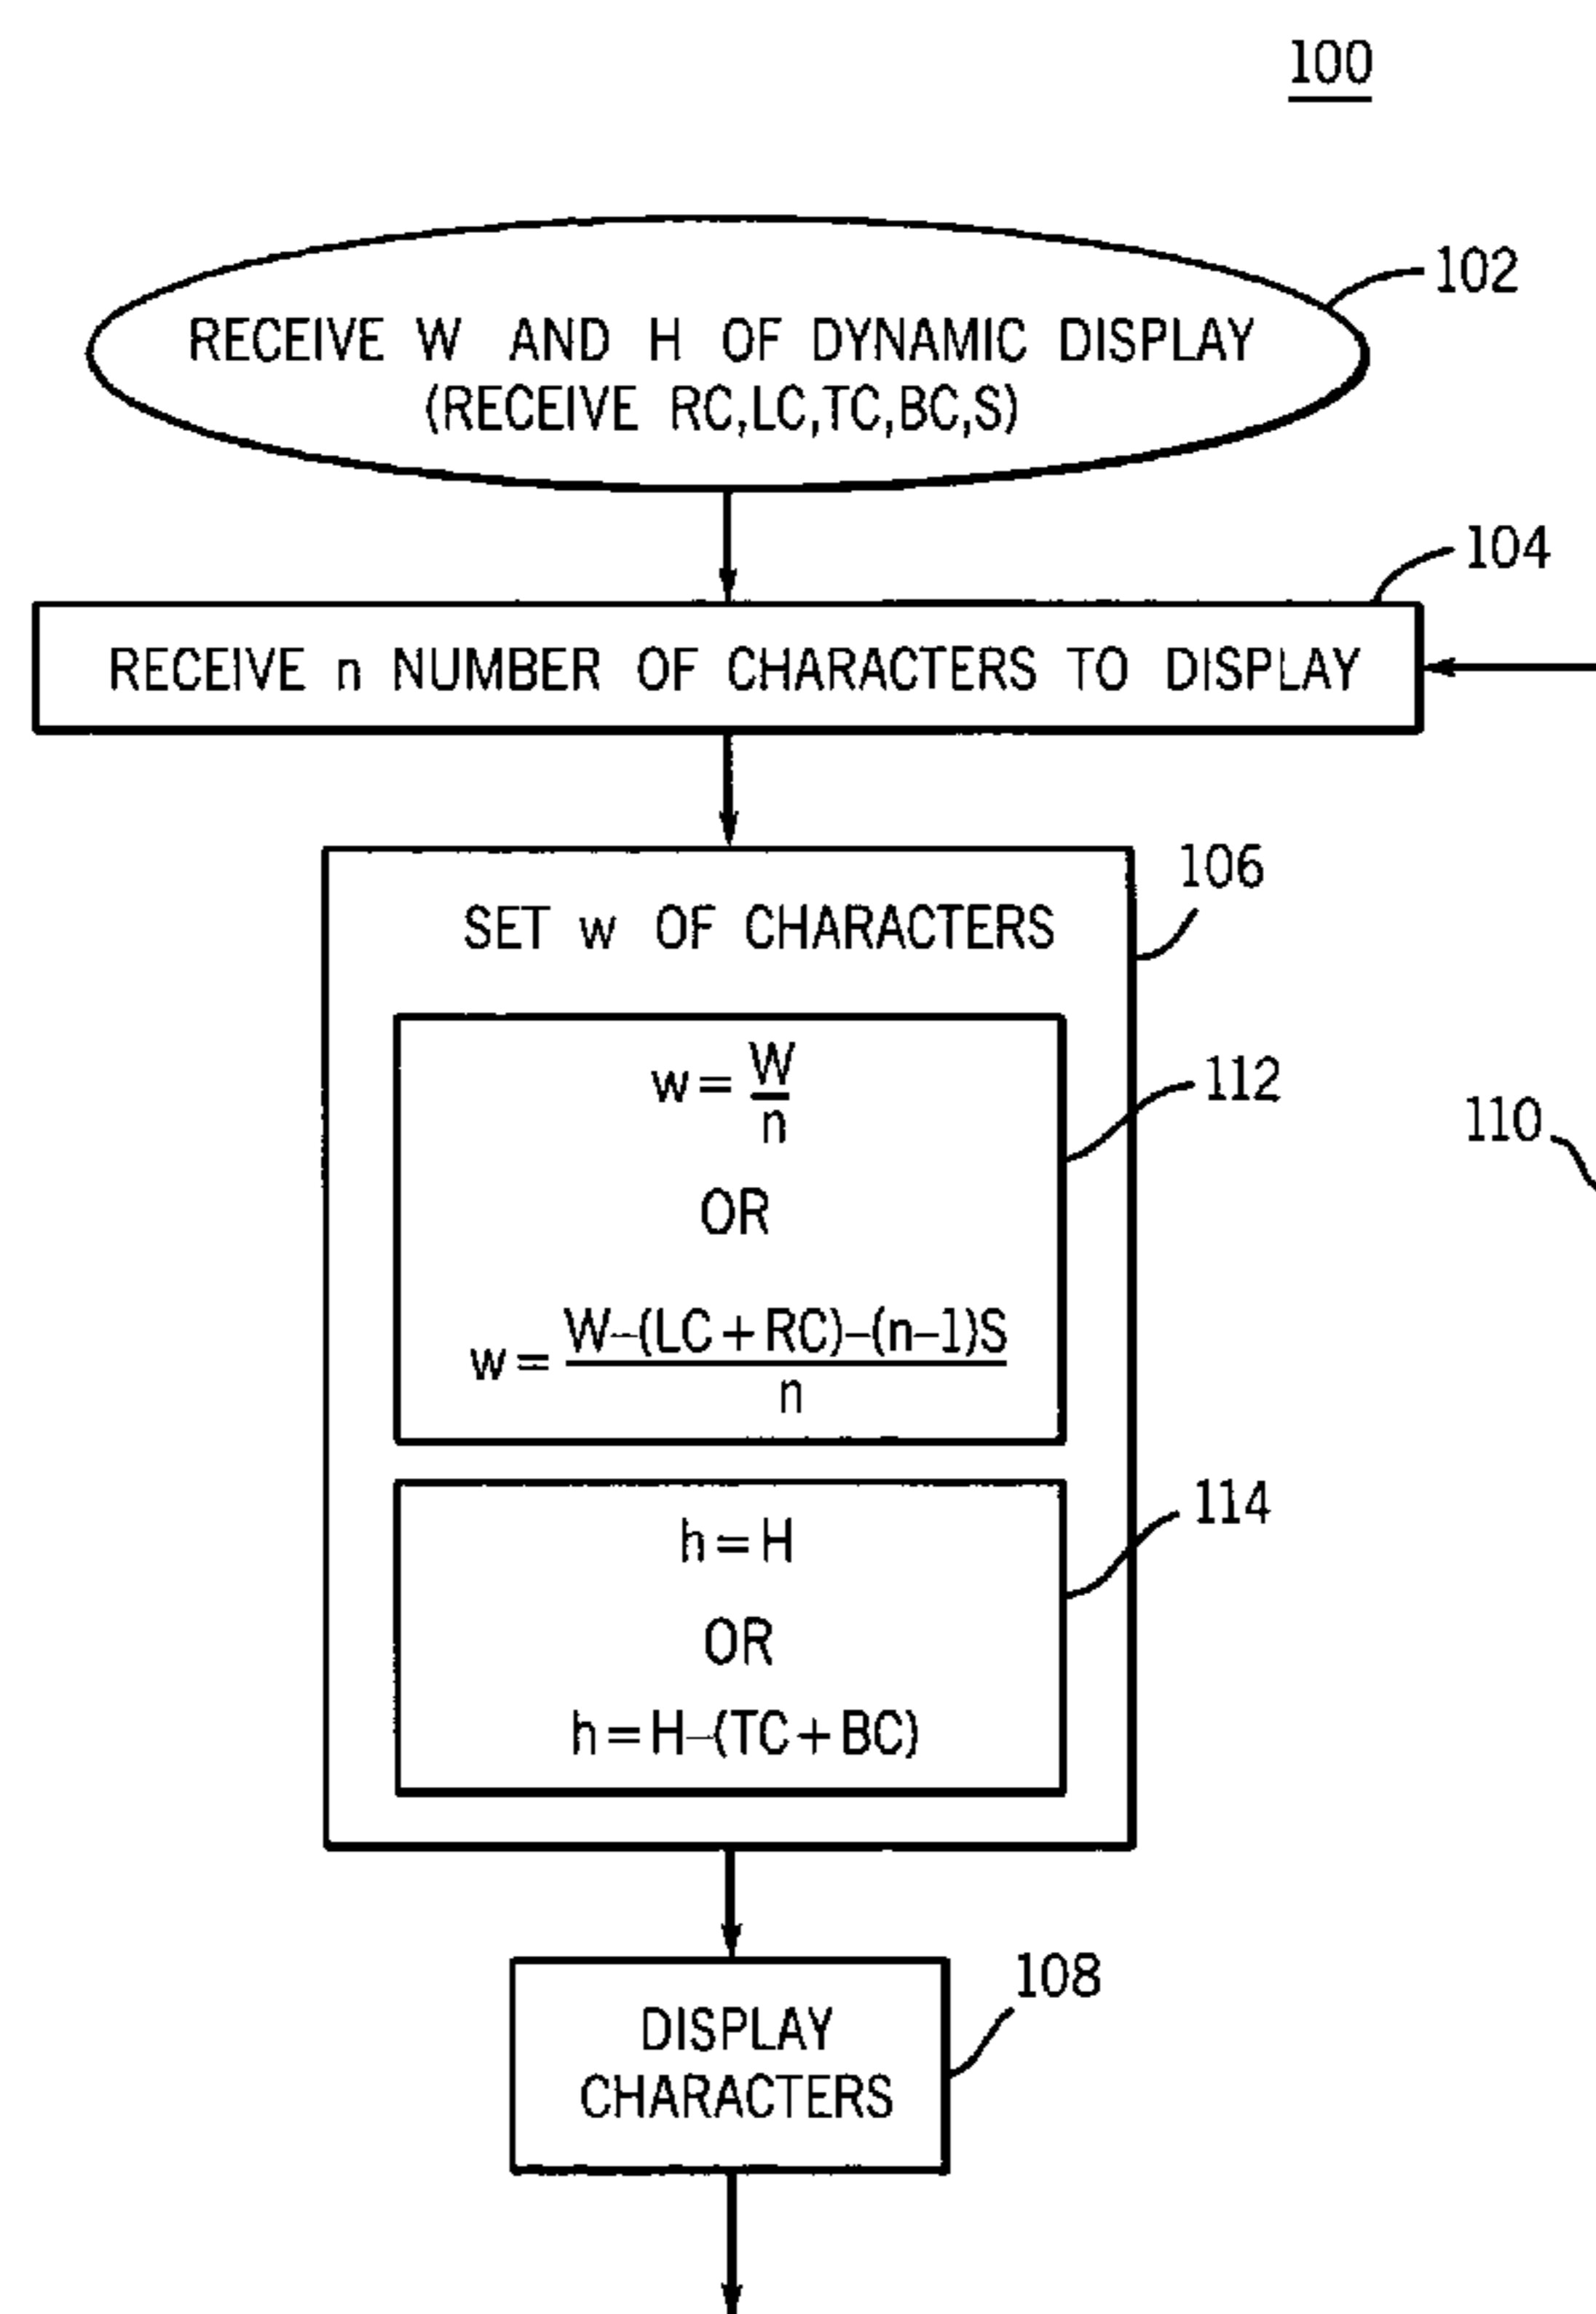 100
RECEIVE W AND H OF DYNAMIC DISPLAY
(RECEIVE RC,LC,TC,BC,S)
102
104
RECEIVE n NUMBER OF CHARACTERS TO DISPLAY
106
SET w OF CHARACTERS
w = W/n
112
110
OR
w = W-(LC+RC)-(n-1)S/n
114
h=H
OR
h=H-(TC+BC)
108
DISPLAY
CHARACTERS